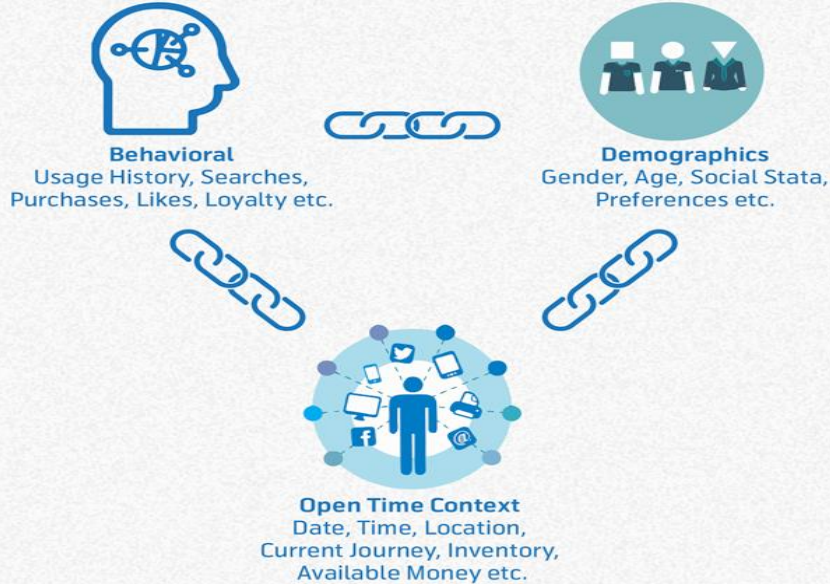 Behavioral
Usage History, Searches,
Purchases, Likes, Loyalty etc.
Demographics
Gender, Age, Social Stata,
Preferences etc.
Open Time Context
Date, Time, Location,
Current Journey, Inventory,
Available Money etc.